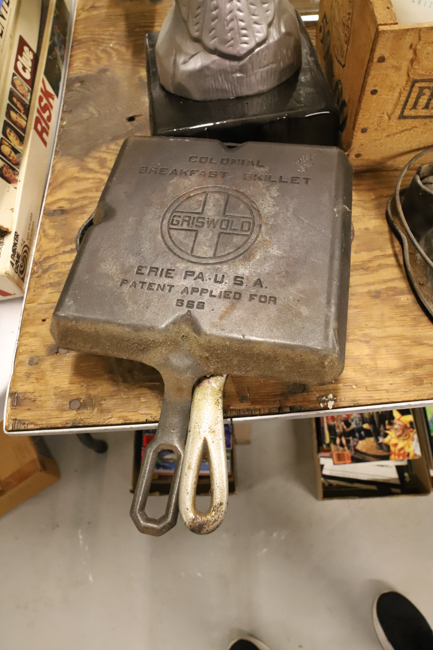 COLONIAL
BREAKFAST SKILLET
GRISWOLD
ERIE PA. U.S.A.
PATENT APPLIED FOR
666
RISK